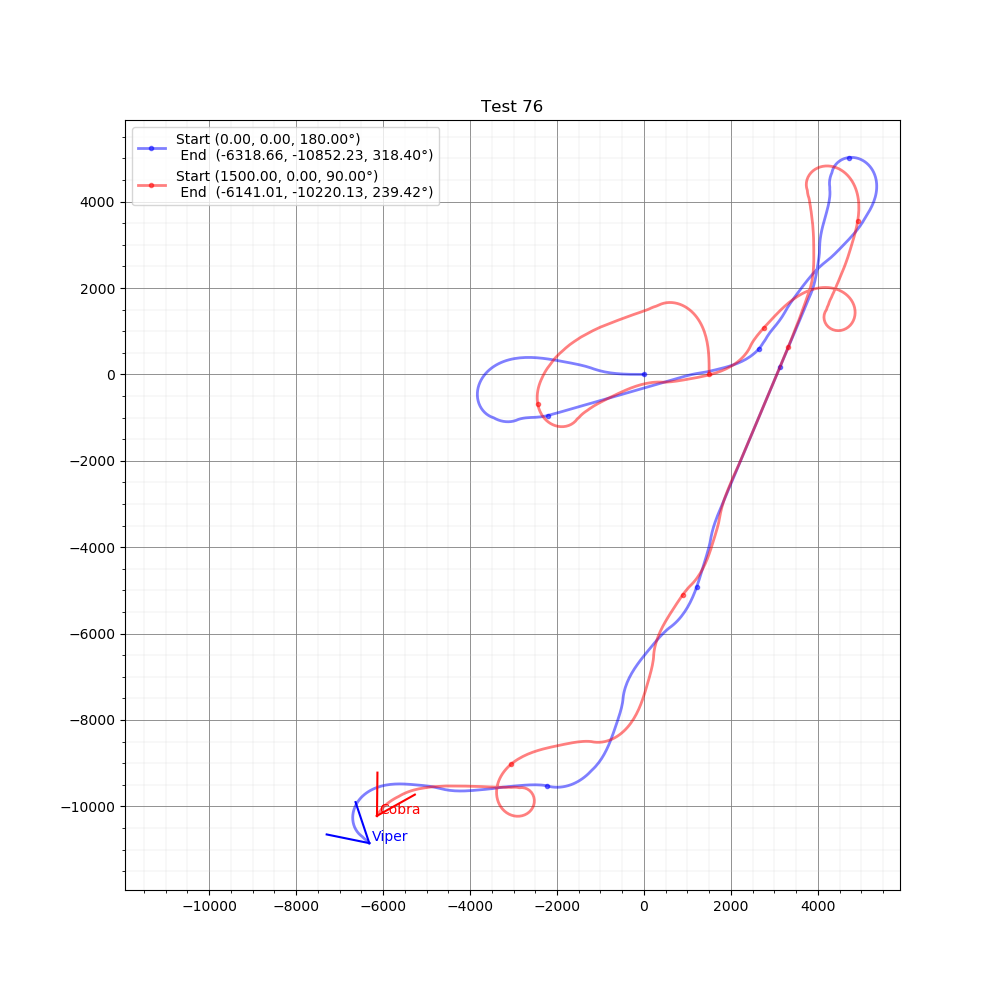 Test 76
Start (0.00, 0.00, 180.00°)
End (-6318.66, -10852.23, 318.40°)
Start (1500.00, 0.00, 90.00°)
End (-6141.01, -10220.13, 239.42°)
4000
2000
0
−2000
−4000
−6000
−8000
−10000
Cobra
Viper
−10000 −8000 −6000 −4000 −2000 0 2000 4000